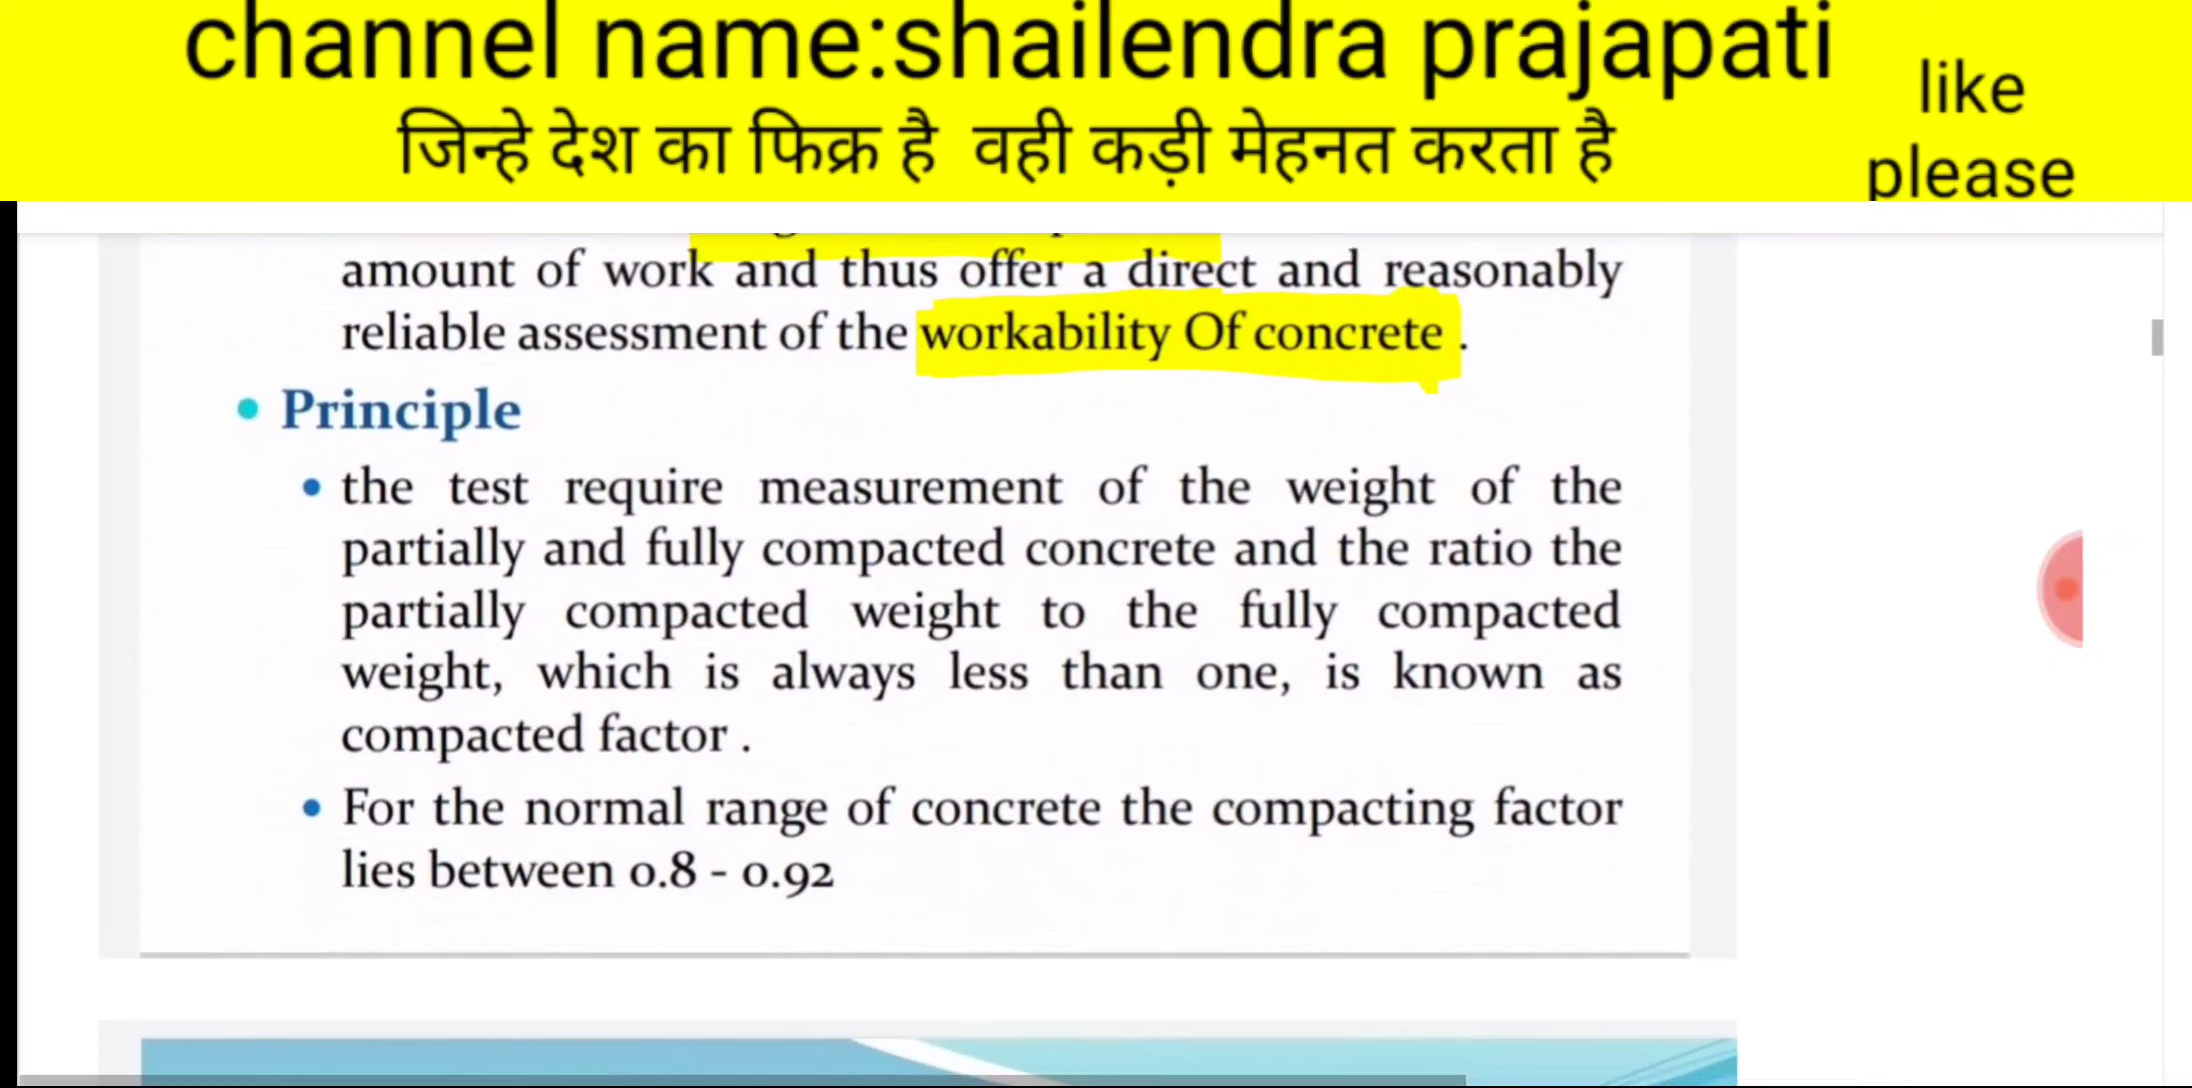 channel name:shailendra prajapati
like
जिन्हे देश का फिक्र है वही कड़ी मेहनत करता है
please
amount of work and thus offer a direct and reasonably
reliable assessment of the workability Of concrete .
• Principle
• the test require measurement of the weight of the
partially and fully compacted concrete and the ratio the
partially compacted weight to the fully compacted
weight, which is always less than one, is known as
compacted factor .
• For the normal range of concrete the compacting factor
lies between 0.8 - 0.92